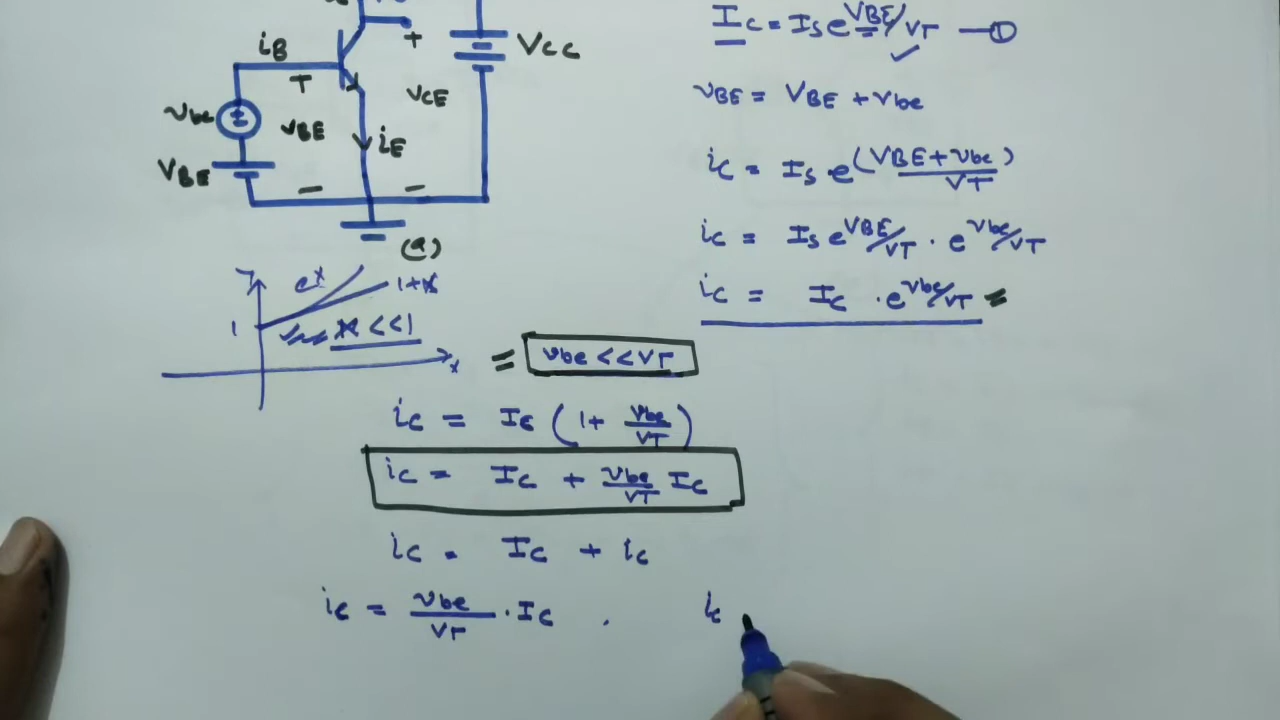 iB
VCC
+
T
vbe
vBE
vCE
iE
VBE
(a)
y
e^x
1+x
1
x<<1
x
IC = IS e^VBE/VT —①
vBE = VBE + vbe
iC = IS · e^(VBE+vbe)/VT
iC = IS e^VBE/VT · e^vbe/VT
iC = IC · e^vbe/VT =
= vbe << VT
iC = IC (1 + vbe/VT)
iC = IC + vbe/VT IC
iC = IC + ic
ic = vbe/VT · IC . ic